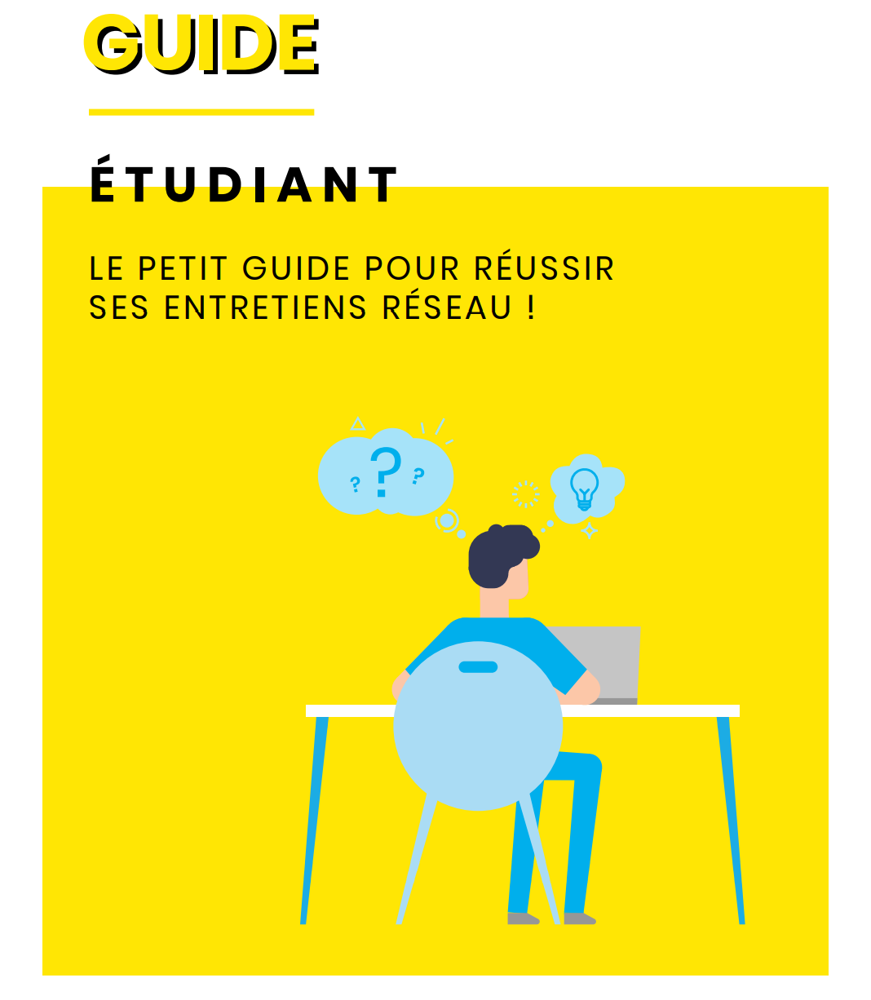 GUIDE
ÉTUDIANT
LE PETIT GUIDE POUR RÉUSSIR
SES ENTRETIENS RÉSEAU !
? ? ?